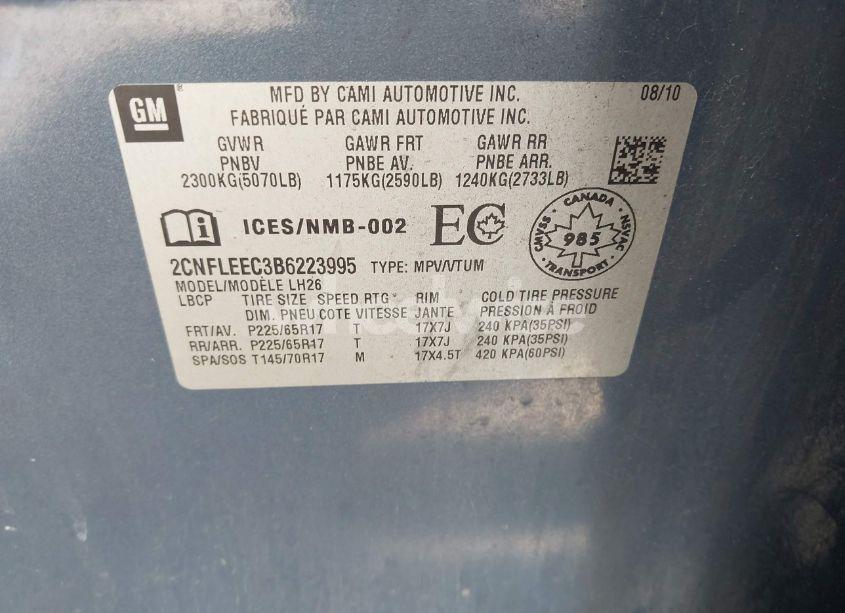 GM
MFD BY CAMI AUTOMOTIVE INC. 08/10
FABRIQUÉ PAR CAMI AUTOMOTIVE INC.
GVWR GAWR FRT GAWR RR
PNBV PNBE AV. PNBE ARR.
2300KG(5070LB) 1175KG(2590LB) 1240KG(2733LB)
ICES/NMB-002 EC
CANADA
CMVSS 985 NSVAC
TRANSPORT
2CNFLEEC3B6223995 TYPE: MPV/VTUM
MODEL/MODÈLE LH26
LBCP TIRE SIZE SPEED RTG RIM COLD TIRE PRESSURE
DIM. PNEU COTE VITESSE JANTE PRESSION À FROID
FRT/AV. P225/65R17 T 17X7J 240 KPA(35PSI)
RR/ARR. P225/65R17 T 17X7J 240 KPA(35PSI)
SPA/SOS T145/70R17 M 17X4.5T 420 KPA(60PSI)